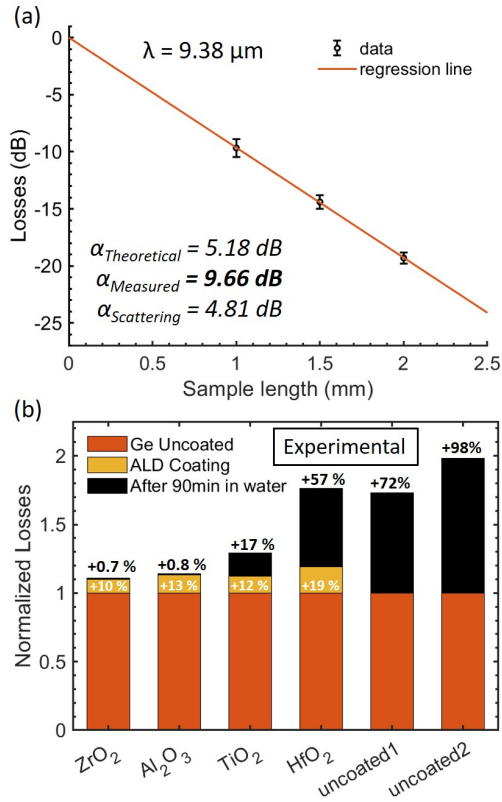 (a)
0
-5
-10
-15
-20
-25
Losses (dB)
λ = 9.38 µm
data
regression line
α_Theoretical = 5.18 dB
α_Measured = 9.66 dB
α_Scattering = 4.81 dB
0 0.5 1 1.5 2 2.5
Sample length (mm)
(b)
2
1.5
1
0.5
0
Normalized Losses
Ge Uncoated
ALD Coating
After 90min in water
Experimental
+0.7 %
+0.8 %
+17 %
+57 %
+72%
+98%
+10 %
+13 %
+12 %
+19 %
ZrO₂
Al₂O₃
TiO₂
HfO₂
uncoated1
uncoated2